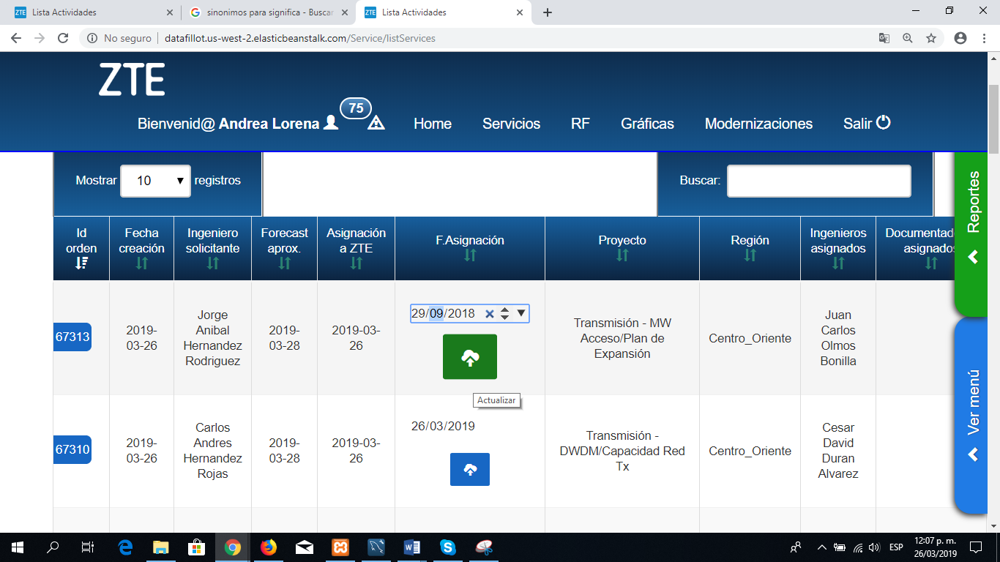 Lista Actividades
sinonimos para significa - Buscar
Lista Actividades
No seguro | datafillot.us-west-2.elasticbeanstalk.com/Service/listServices
ZTE
Bienvenid@ Andrea Lorena 75 Home Servicios RF Gráficas Modernizaciones Salir
Mostrar 10 registros
Buscar:
Reportes
Id orden
Fecha creación
Ingeniero solicitante
Forecast aprox.
Asignación a ZTE
F.Asignación
Proyecto
Región
Ingenieros asignados
asignados
67313
2019-03-26
Jorge Anibal Hernandez Rodriguez
2019-03-28
2019-03-26
29/09/2018
Transmisión - MW Acceso/Plan de Expansión
Centro_Oriente
Juan Carlos Olmos Bonilla
Actualizar
67310
2019-03-26
Carlos Andres Hernandez Rojas
2019-03-28
2019-03-26
26/03/2019
Transmisión - DWDM/Capacidad Red Tx
Centro_Oriente
Cesar David Duran Alvarez
Ver menú
ESP
12:07 p. m.
26/03/2019